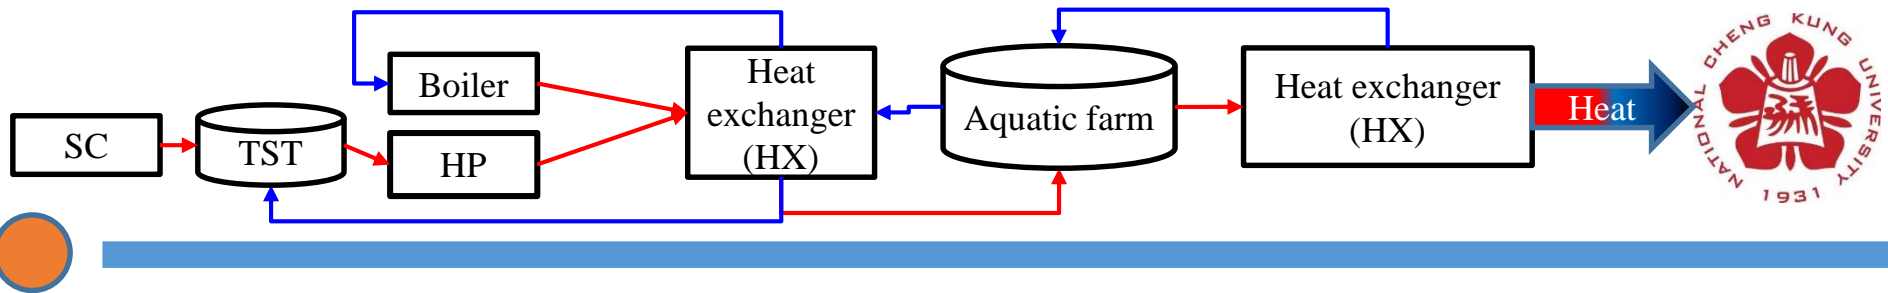 SC
TST
Boiler
HP
Heat
exchanger
(HX)
Aquatic farm
Heat exchanger
(HX)
Heat
NATIONAL CHENG KUNG UNIVERSITY
1931